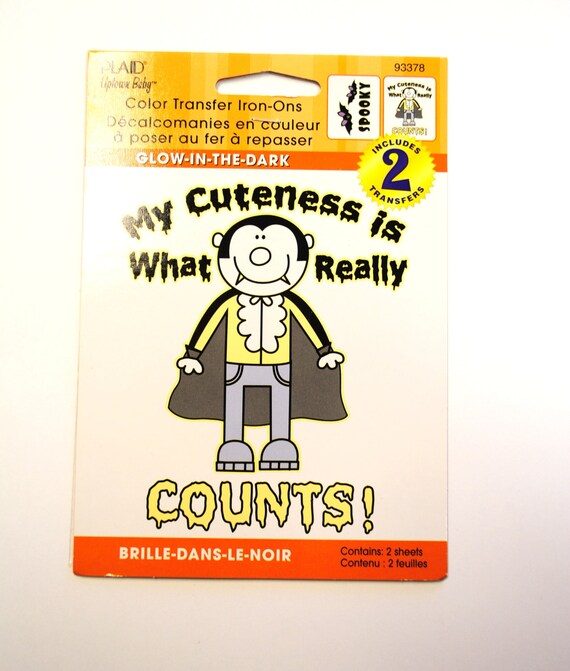 PLAID
Uptown Baby™
Color Transfer Iron-Ons
Décalcomanies en couleur
à poser au fer à repasser
GLOW-IN-THE-DARK
93378
SPOOKY
My Cuteness is
What Really
COUNTS!
INCLUDES
2
TRANSFERS
My Cuteness is
What Really
COUNTS!
BRILLE-DANS-LE-NOIR
Contains: 2 sheets
Contenu : 2 feuilles